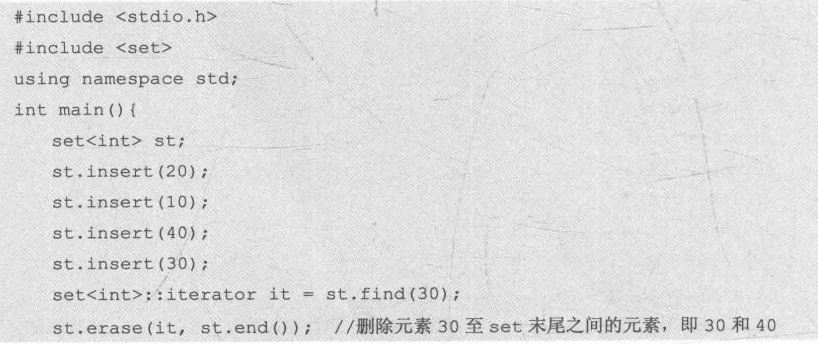 #include <stdio.h>
#include <set>
using namespace std;
int main(){
set<int> st;
st.insert(20);
st.insert(10);
st.insert(40);
st.insert(30);
set<int>::iterator it = st.find(30);
st.erase(it, st.end()); //删除元素 30 至 set 末尾之间的元素，即 30 和 40